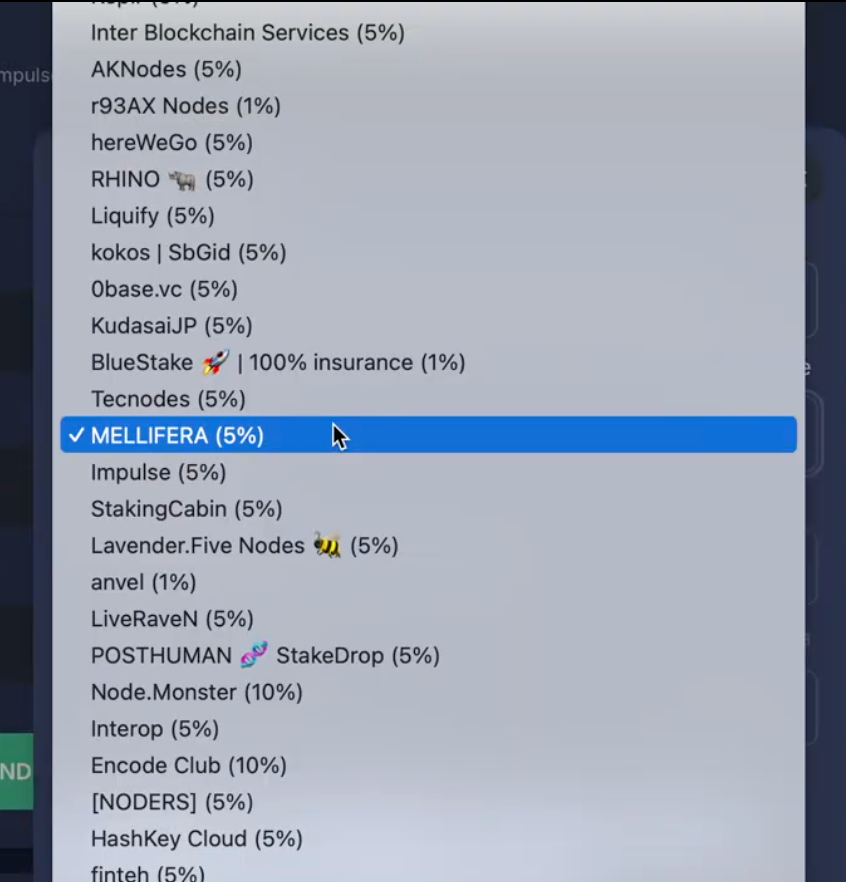 Inter Blockchain Services (5%)
AKNodes (5%)
mpuls
r93AX Nodes (1%)
hereWeGo (5%)
RHINO 🦏 (5%)
Liquify (5%)
kokos | SbGid (5%)
0base.vc (5%)
KudasaiJP (5%)
BlueStake 🚀 | 100% insurance (1%)
Tecnodes (5%)
✓ MELLIFERA (5%)
Impulse (5%)
StakingCabin (5%)
Lavender.Five Nodes 🐝 (5%)
anvel (1%)
LiveRaveN (5%)
POSTHUMAN 🧬 StakeDrop (5%)
Node.Monster (10%)
Interop (5%)
Encode Club (10%)
ND
[NODERS] (5%)
HashKey Cloud (5%)
finteh (5%)